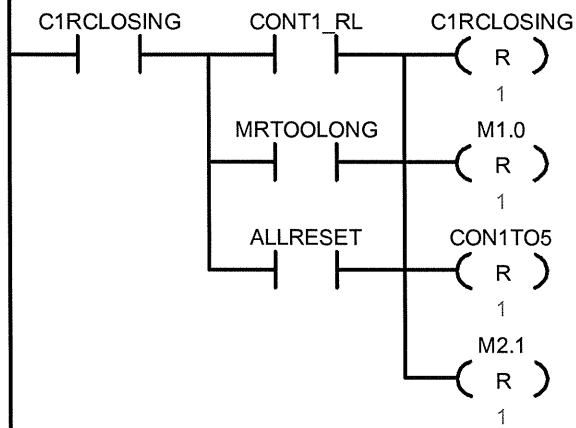 C1RCLOSING CONT1_RL C1RCLOSING
R
1
MRTOOLONG M1.0
R
1
ALLRESET CON1TO5
R
1
M2.1
R
1